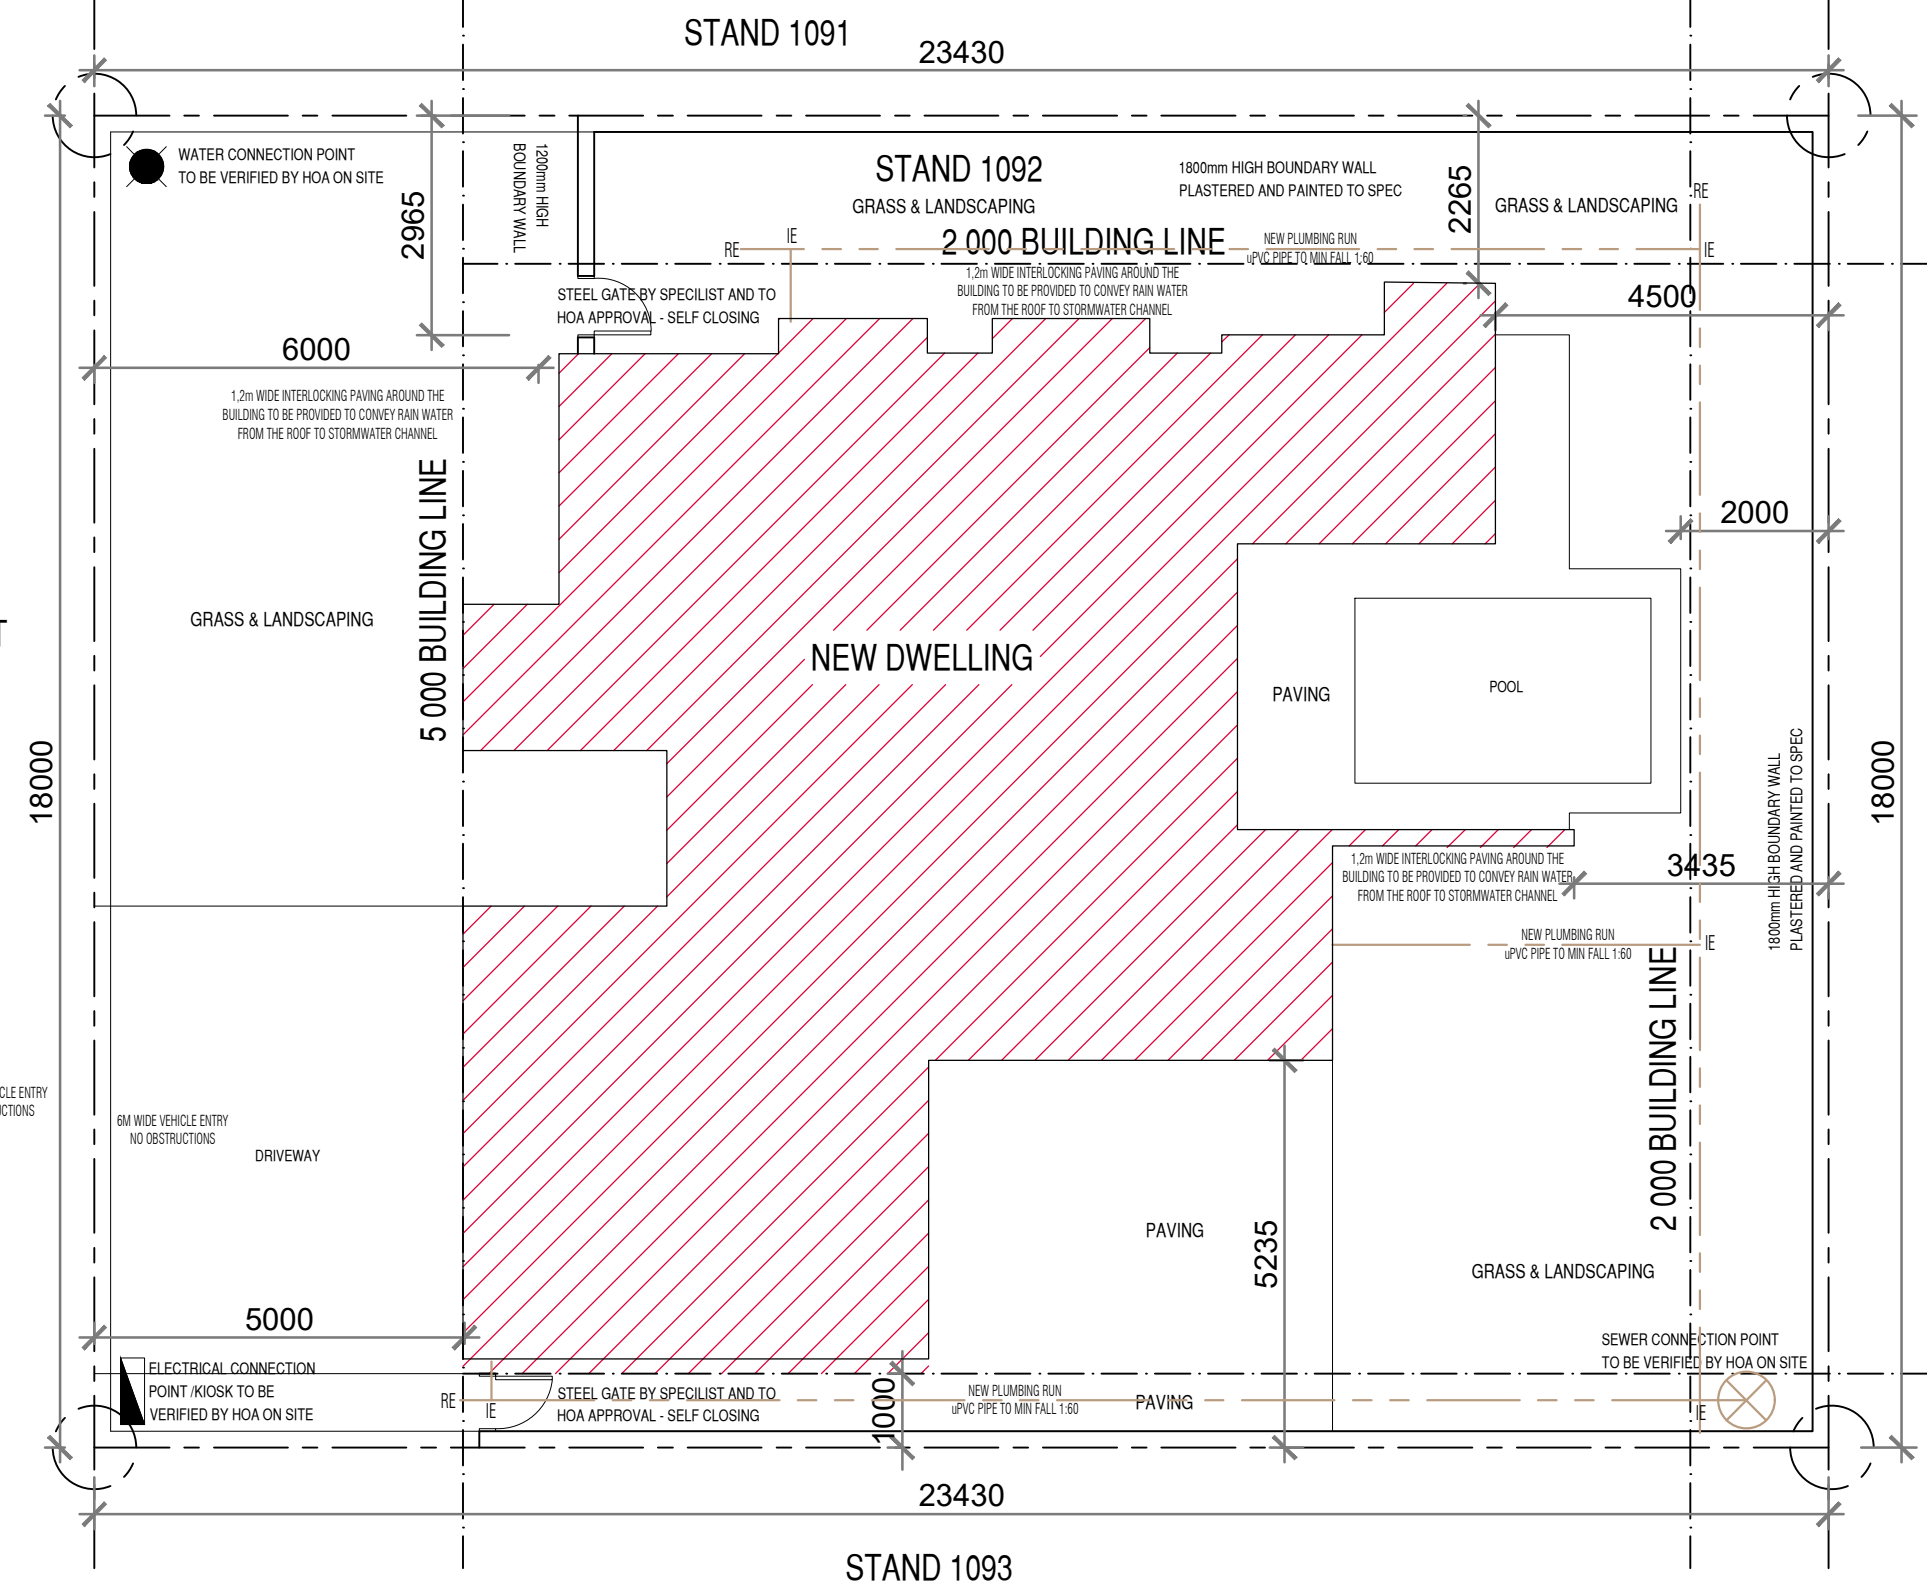 STAND 1091
23430
WATER CONNECTION POINT
TO BE VERIFIED BY HOA ON SITE
2965
1200mm HIGH
BOUNDARY WALL
STAND 1092
GRASS & LANDSCAPING
1800mm HIGH BOUNDARY WALL
PLASTERED AND PAINTED TO SPEC
2265
GRASS & LANDSCAPING
RE
RE
IE
2 000 BUILDING LINE
NEW PLUMBING RUN
uPVC PIPE TO MIN FALL 1:60
IE
1,2m WIDE INTERLOCKING PAVING AROUND THE
BUILDING TO BE PROVIDED TO CONVEY RAIN WATER
FROM THE ROOF TO STORMWATER CHANNEL
STEEL GATE BY SPECILIST AND TO
HOA APPROVAL - SELF CLOSING
4500
6000
1,2m WIDE INTERLOCKING PAVING AROUND THE
BUILDING TO BE PROVIDED TO CONVEY RAIN WATER
FROM THE ROOF TO STORMWATER CHANNEL
5 000 BUILDING LINE
2000
GRASS & LANDSCAPING
NEW DWELLING
PAVING
POOL
18000
18000
1800mm HIGH BOUNDARY WALL
PLASTERED AND PAINTED TO SPEC
1,2m WIDE INTERLOCKING PAVING AROUND THE
BUILDING TO BE PROVIDED TO CONVEY RAIN WATER
FROM THE ROOF TO STORMWATER CHANNEL
3435
NEW PLUMBING RUN
uPVC PIPE TO MIN FALL 1:60
IE
2 000 BUILDING LINE
CLE ENTRY
UCTIONS
6M WIDE VEHICLE ENTRY
NO OBSTRUCTIONS
DRIVEWAY
PAVING
5235
GRASS & LANDSCAPING
5000
SEWER CONNECTION POINT
TO BE VERIFIED BY HOA ON SITE
ELECTRICAL CONNECTION
POINT /KIOSK TO BE
VERIFIED BY HOA ON SITE
RE
IE
STEEL GATE BY SPECILIST AND TO
HOA APPROVAL - SELF CLOSING
1000
NEW PLUMBING RUN
uPVC PIPE TO MIN FALL 1:60
PAVING
IE
23430
STAND 1093